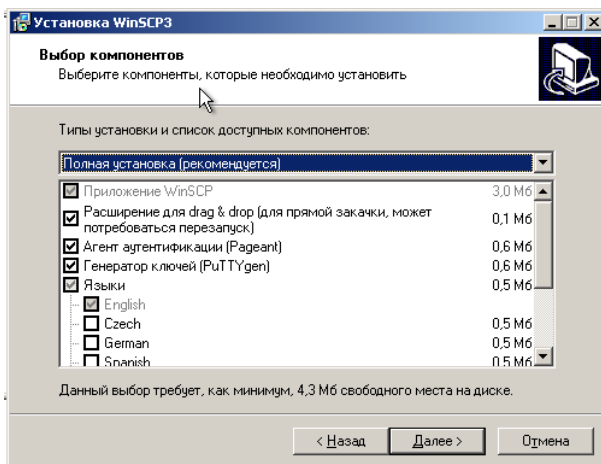 Установка WinSCP3
Выбор компонентов
Выберите компоненты, которые необходимо установить
Типы установки и список доступных компонентов:
Полная установка (рекомендуется)
Приложение WinSCP 3,0 Мб
Расширение для drag & drop (для прямой закачки, может
потребоваться перезапуск) 0,1 Мб
Агент аутентификации (Pageant) 0,6 Мб
Генератор ключей (PuTTYgen) 0,6 Мб
Языки 0,5 Мб
English
Czech 0,5 Мб
German 0,5 Мб
Spanish 0,5 Мб
Данный выбор требует, как минимум, 4,3 Мб свободного места на диске.
< Назад Далее > Отмена